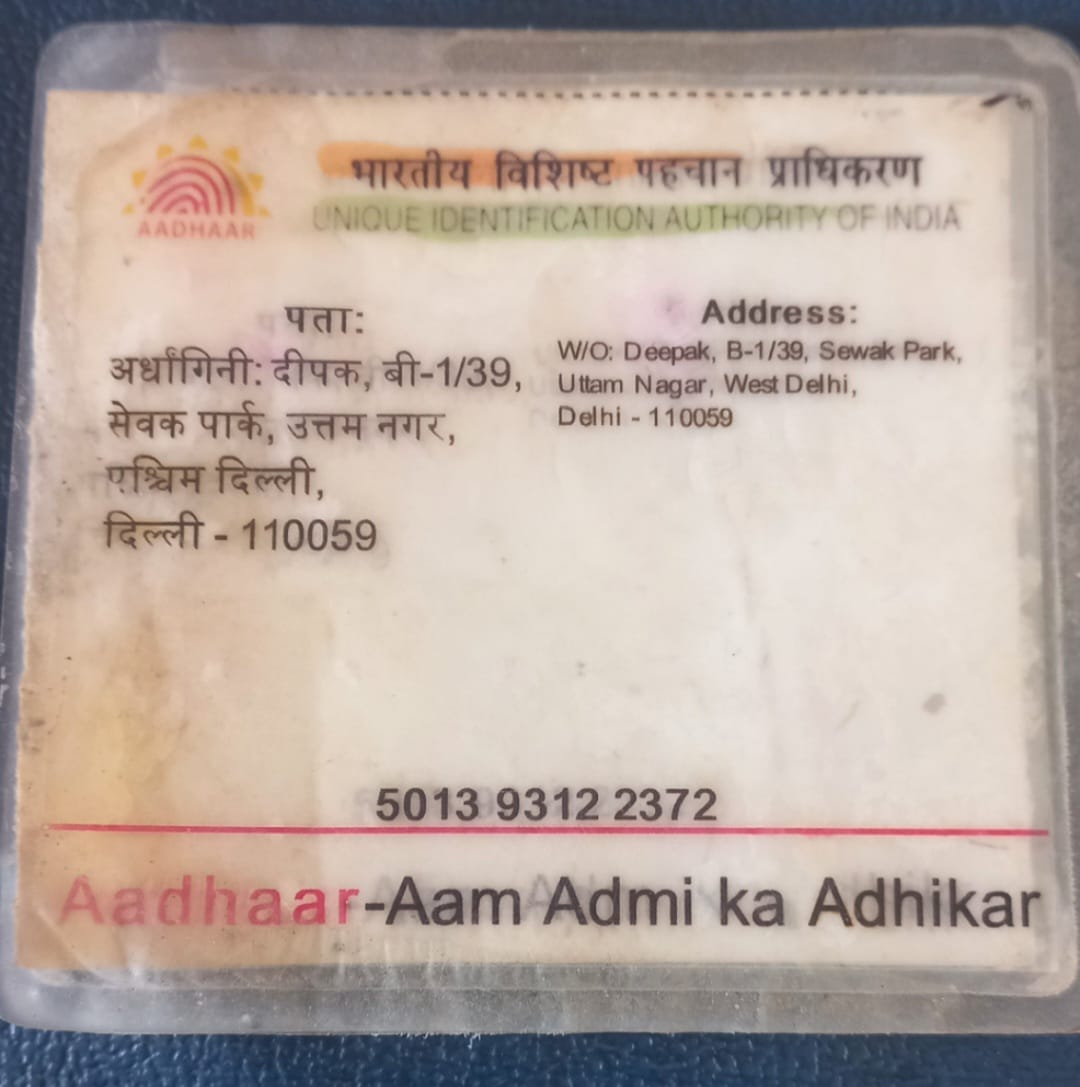 भारतीय विशिष्ट पहचान प्राधिकरण
AADHAAR
UNIQUE IDENTIFICATION AUTHORITY OF INDIA
पता:
अर्धांगिनी: दीपक, बी-1/39,
सेवक पार्क, उत्तम नगर,
पश्चिम दिल्ली,
दिल्ली - 110059
Address:
W/O: Deepak, B-1/39, Sewak Park,
Uttam Nagar, West Delhi,
Delhi - 110059
5013 9312 2372
Aadhaar-Aam Admi ka Adhikar